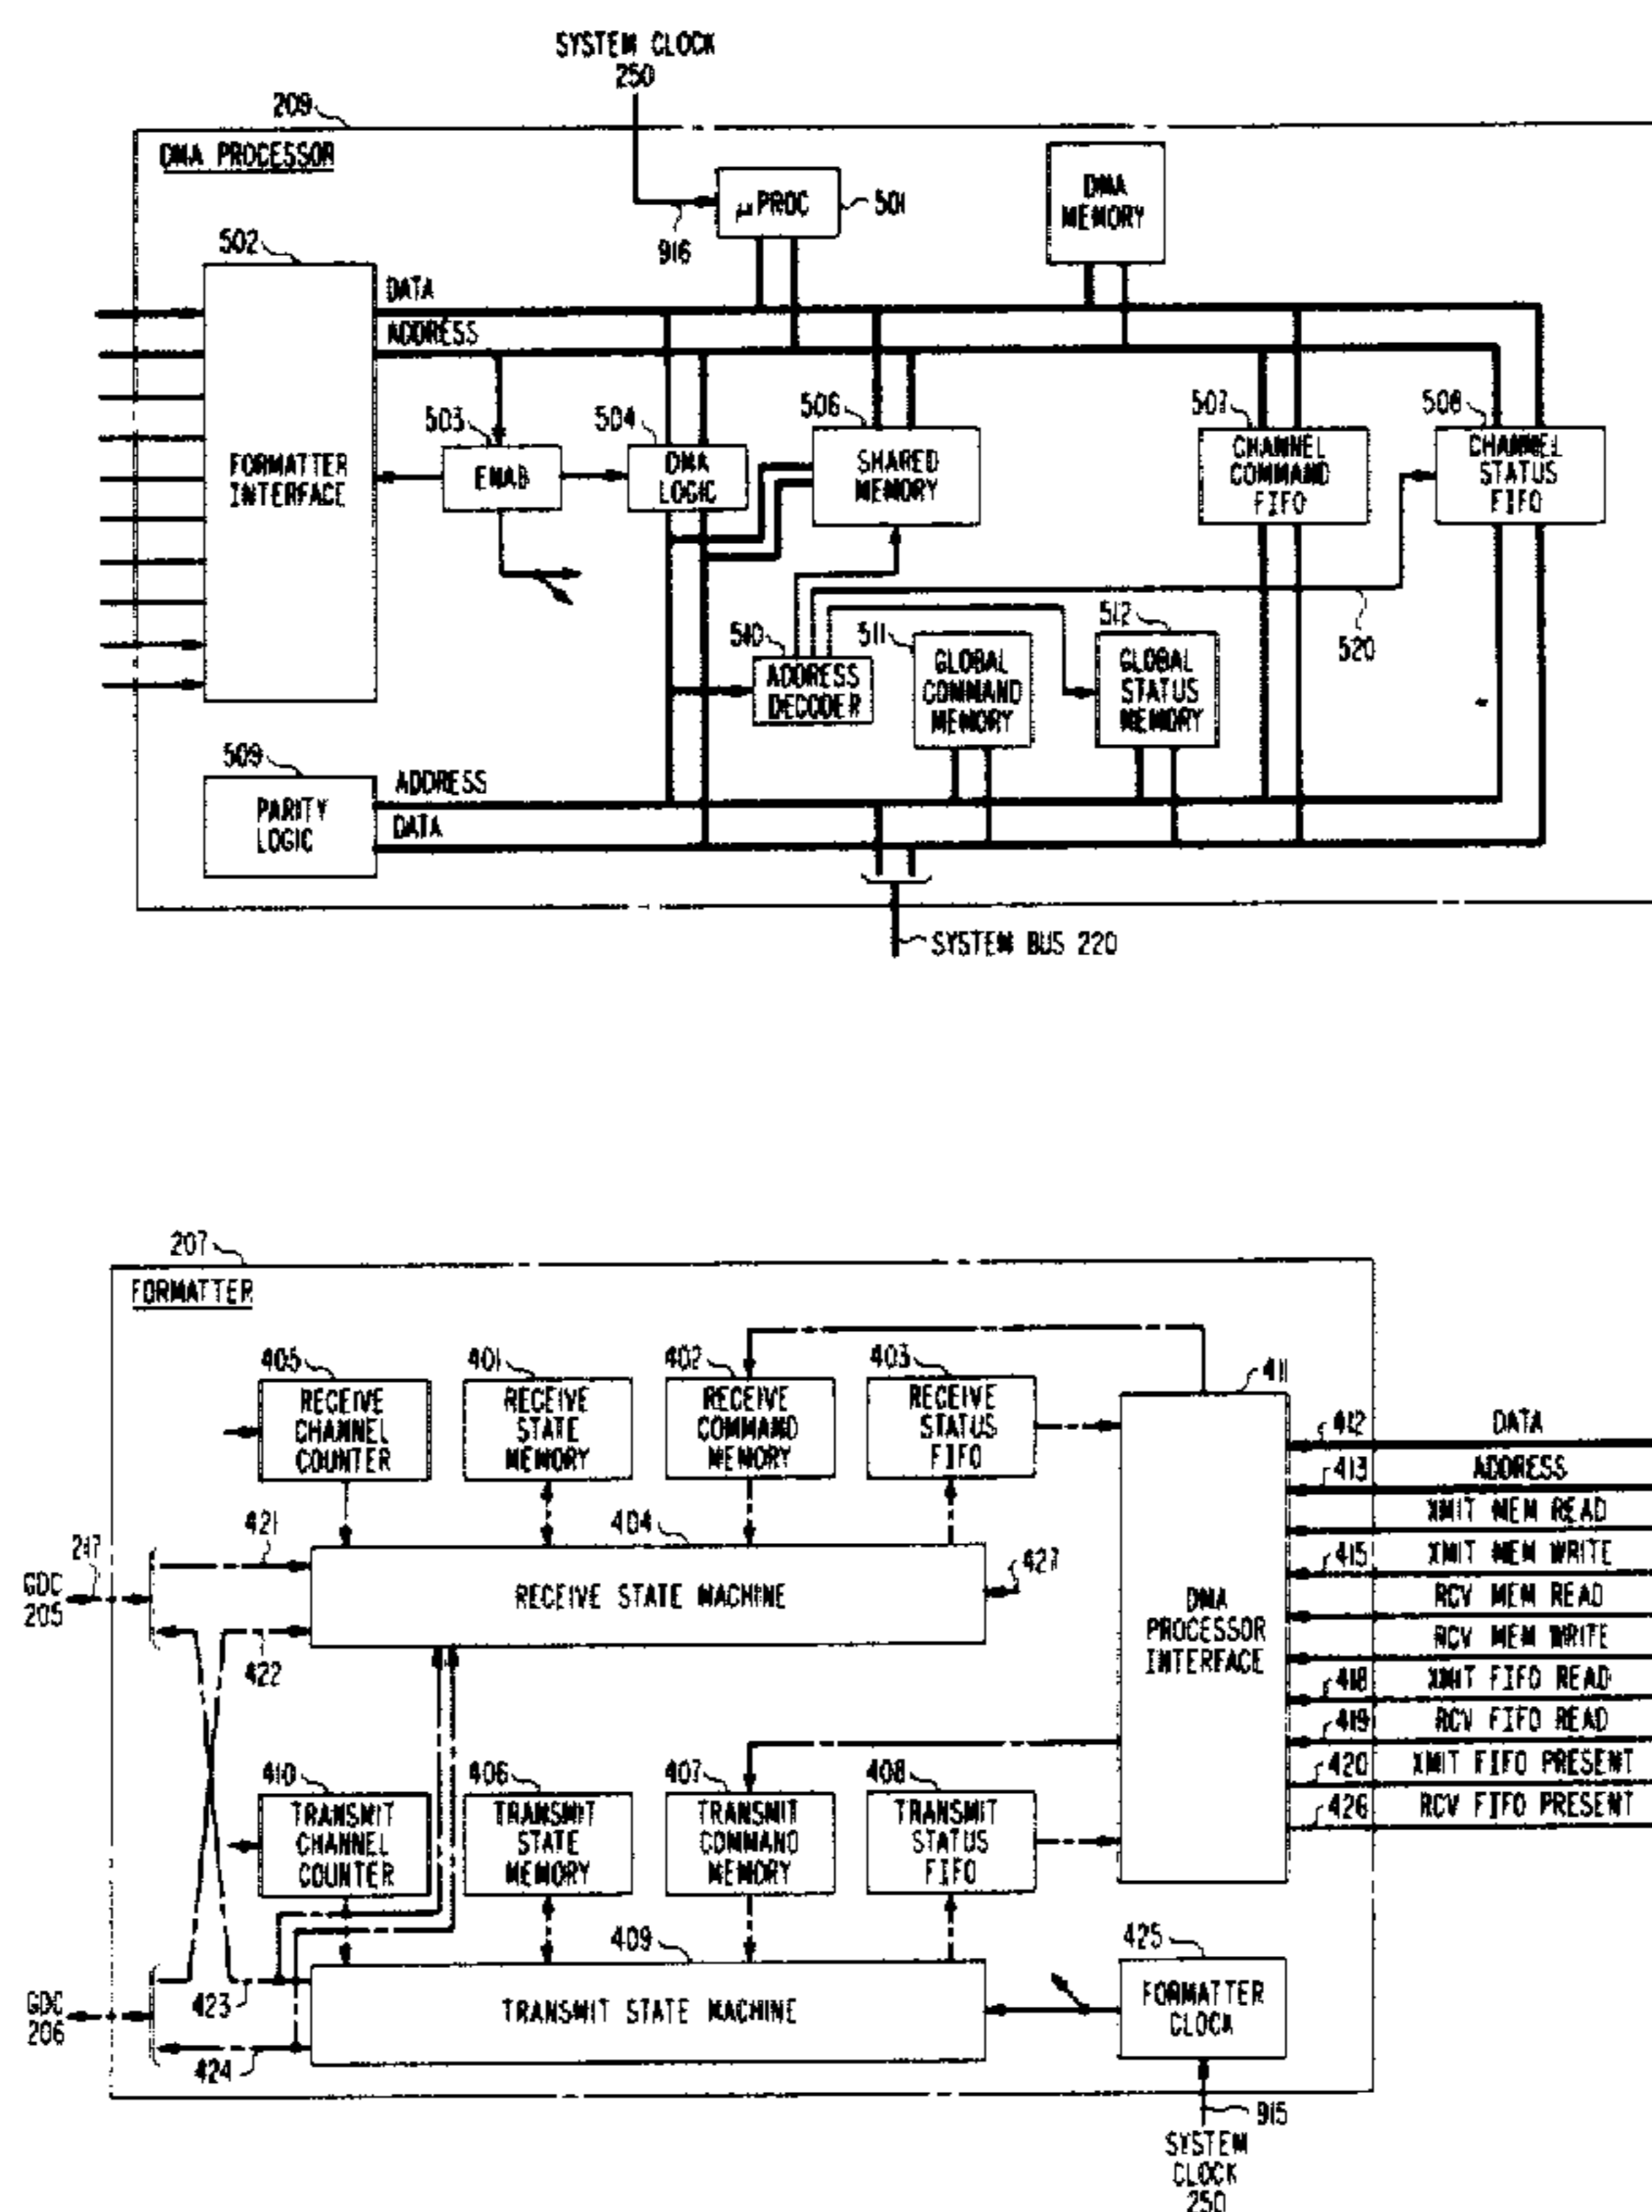 SYSTEM CLOCK
250
209
DMA PROCESSOR
μPROC
501
916
DMA
MEMORY
502
FORMATTER
INTERFACE
DATA
ADDRESS
503
ENAB
504
DMA
LOGIC
506
SHARED
MEMORY
507
CHANNEL
COMMAND
FIFO
508
CHANNEL
STATUS
FIFO
510
ADDRESS
DECODER
511
GLOBAL
COMMAND
MEMORY
512
GLOBAL
STATUS
MEMORY
520
509
PARITY
LOGIC
ADDRESS
DATA
SYSTEM BUS 220
207
FORMATTER
405
RECEIVE
CHANNEL
COUNTER
401
RECEIVE
STATE
MEMORY
402
RECEIVE
COMMAND
MEMORY
403
RECEIVE
STATUS
FIFO
411
DMA
PROCESSOR
INTERFACE
412
DATA
413
ADDRESS
XMIT MEM READ
415
XMIT MEM WRITE
RCV MEM READ
RCV MEM WRITE
418
XMIT FIFO READ
419
RCV FIFO READ
420
XMIT FIFO PRESENT
426
RCV FIFO PRESENT
217
GDC
205
421
422
404
RECEIVE STATE MACHINE
427
410
TRANSMIT
CHANNEL
COUNTER
406
TRANSMIT
STATE
MEMORY
407
TRANSMIT
COMMAND
MEMORY
408
TRANSMIT
STATUS
FIFO
GDC
206
423
424
409
TRANSMIT STATE MACHINE
425
FORMATTER
CLOCK
915
SYSTEM
CLOCK
250